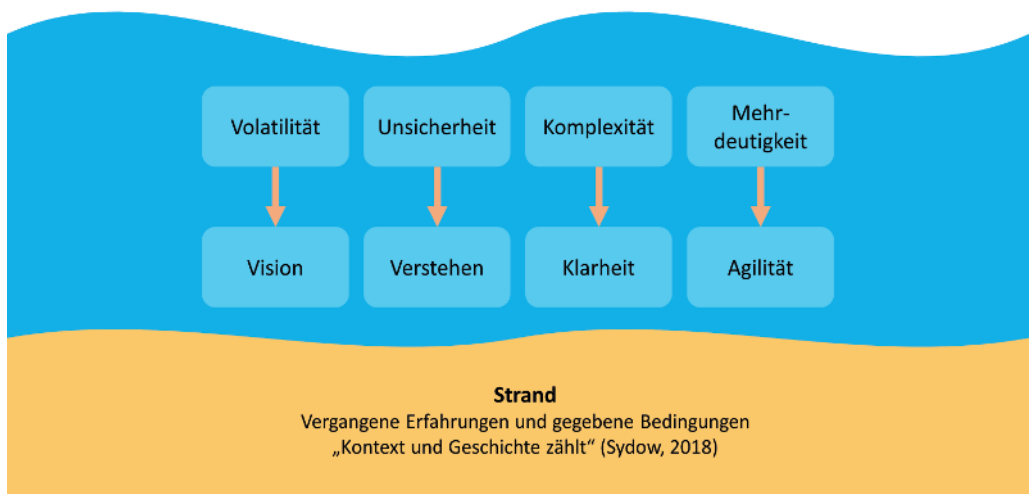 Volatilität
Unsicherheit
Komplexität
Mehr-
deutigkeit
Vision
Verstehen
Klarheit
Agilität
Strand
Vergangene Erfahrungen und gegebene Bedingungen
„Kontext und Geschichte zählt“ (Sydow, 2018)